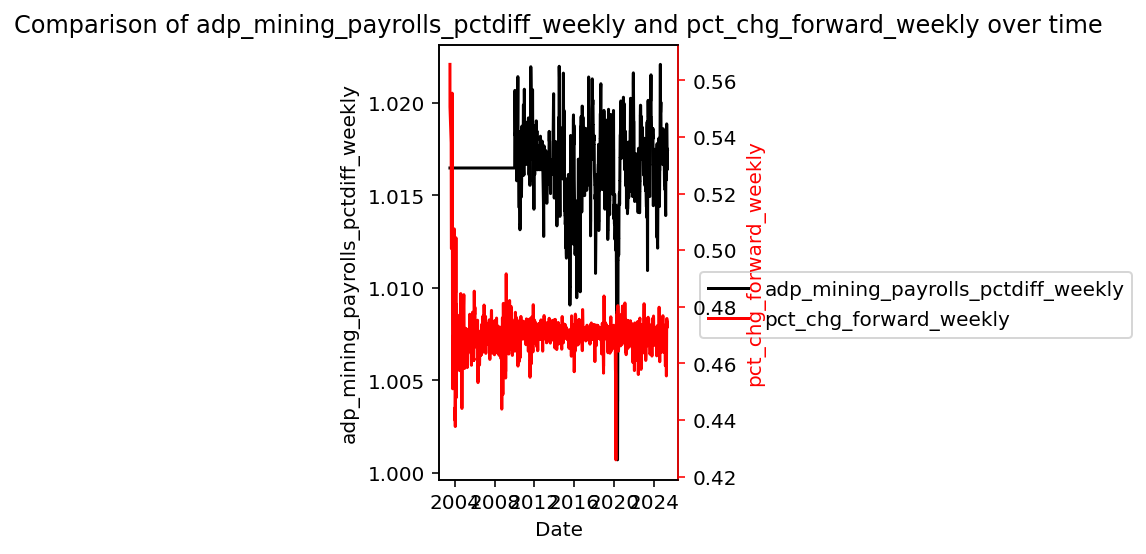 Comparison of adp_mining_payrolls_pctdiff_weekly and pct_chg_forward_weekly over time
adp_mining_payrolls_pctdiff_weekly
1.020
1.015
1.010
1.005
1.000
0.56
0.54
0.52
0.50
0.48
0.46
0.44
0.42
pct_chg_forward_weekly
adp_mining_payrolls_pctdiff_weekly
pct_chg_forward_weekly
2004 2008 2012 2016 2020 2024
Date